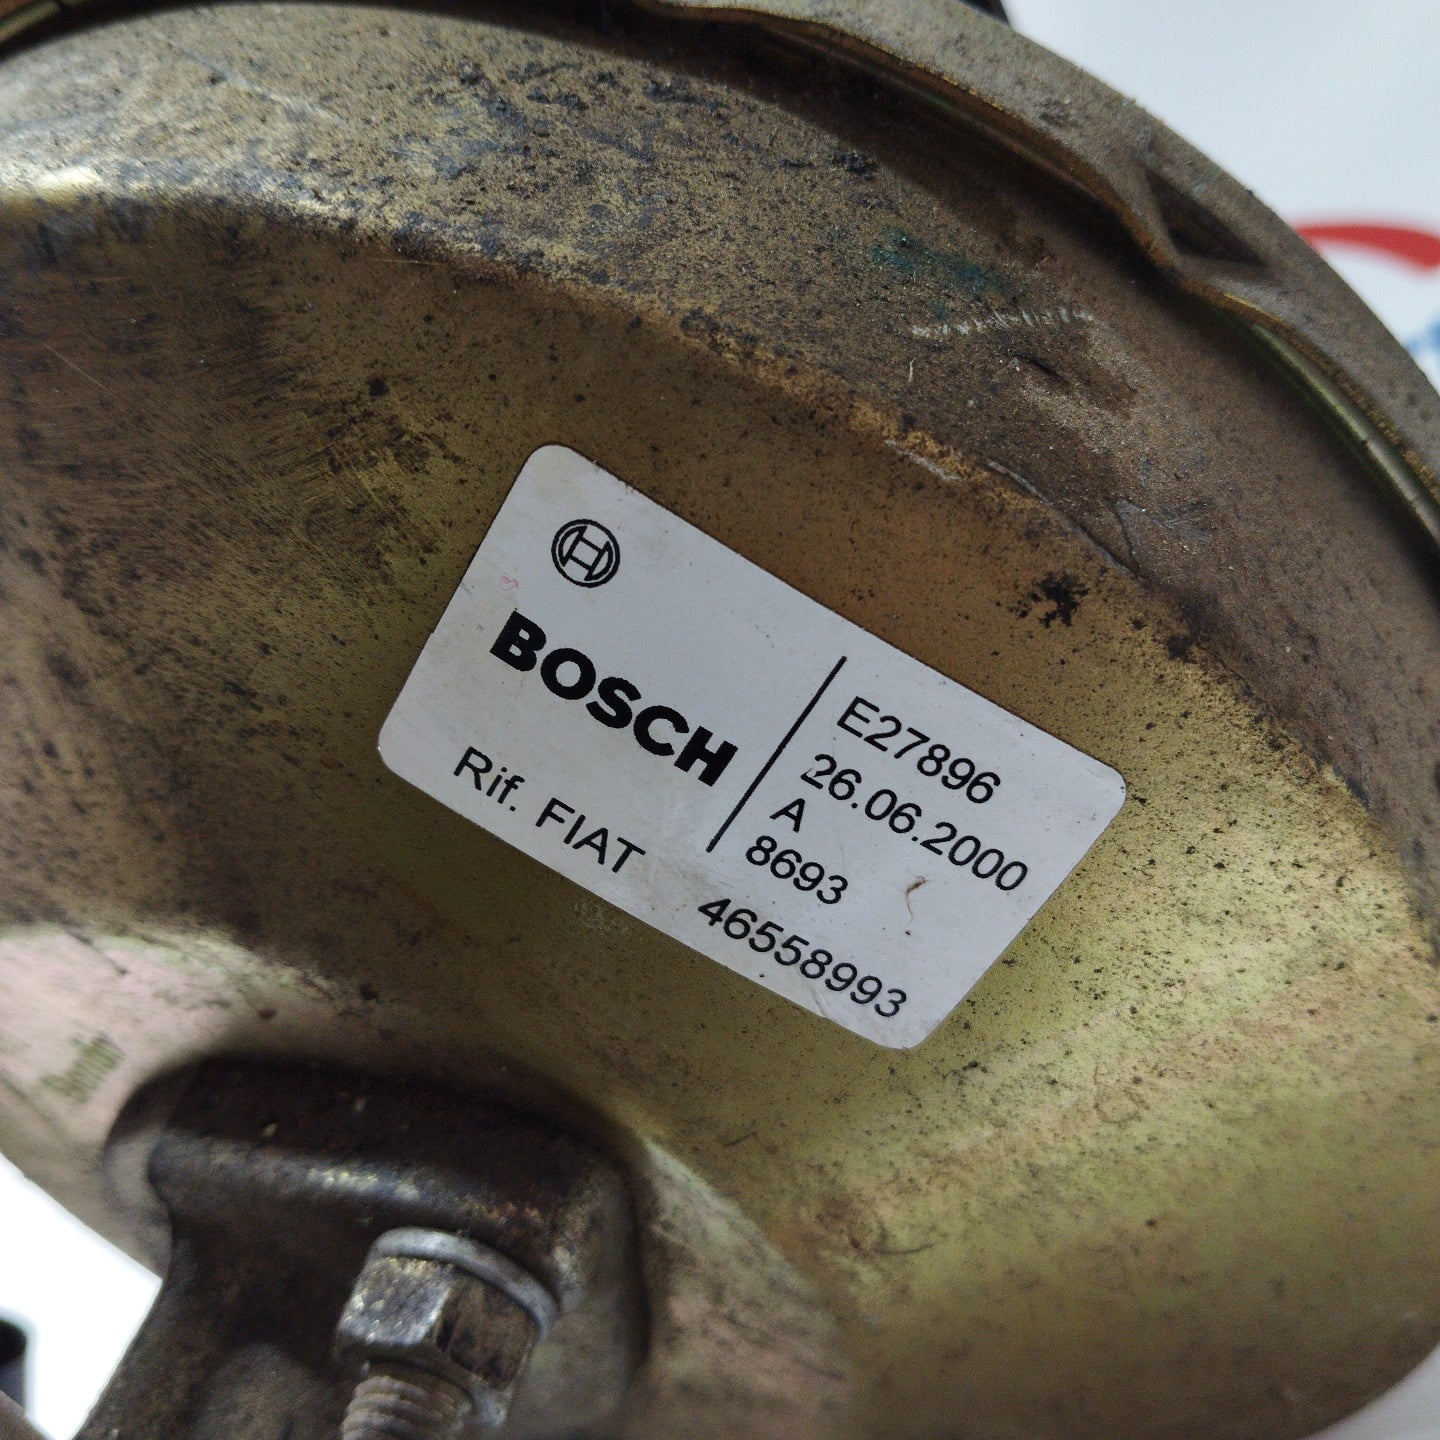 BOSCH
E27896
26.06.2000
A
8693
Rif. FIAT 46558993